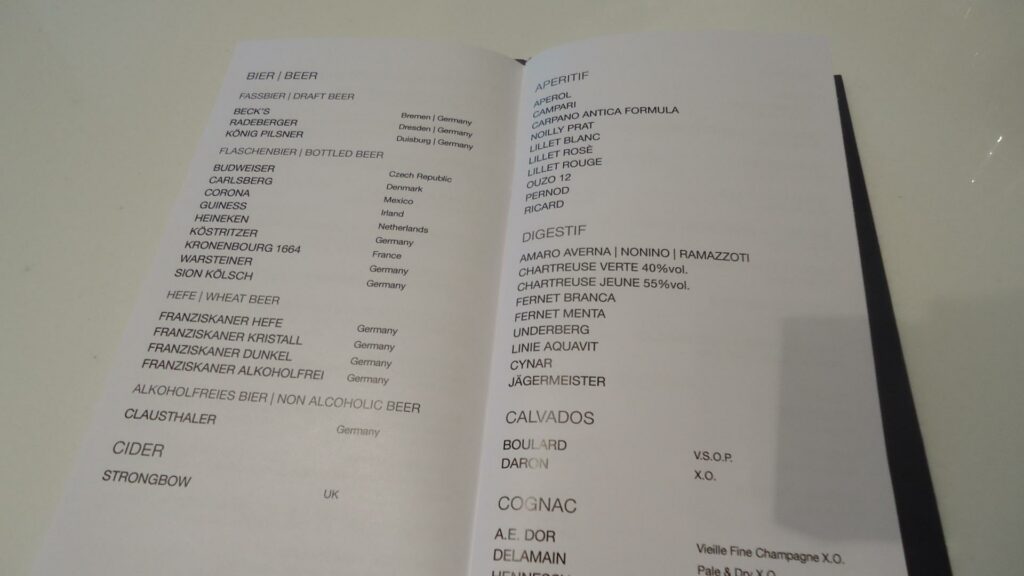 BIER | BEER
FASSBIER | DRAFT BEER
BECK'S Bremen | Germany
RADEBERGER Dresden | Germany
KÖNIG PILSNER Duisburg | Germany
FLASCHENBIER | BOTTLED BEER
BUDWEISER Czech Republic
CARLSBERG Denmark
CORONA Mexico
GUINESS Irland
HEINEKEN Netherlands
KÖSTRITZER Germany
KRONENBOURG 1664 France
WARSTEINER Germany
SION KÖLSCH Germany
HEFE | WHEAT BEER
FRANZISKANER HEFE Germany
FRANZISKANER KRISTALL Germany
FRANZISKANER DUNKEL Germany
FRANZISKANER ALKOHOLFREI Germany
ALKOHOLFREIES BIER | NON ALCOHOLIC BEER
CLAUSTHALER Germany
CIDER
STRONGBOW UK
APERITIF
APEROL
CAMPARI
CARPANO ANTICA FORMULA
NOILLY PRAT
LILLET BLANC
LILLET ROSÈ
LILLET ROUGE
OUZO 12
PERNOD
RICARD
DIGESTIF
AMARO AVERNA | NONINO | RAMAZZOTI
CHARTREUSE VERTE 40%vol.
CHARTREUSE JEUNE 55%vol.
FERNET BRANCA
FERNET MENTA
UNDERBERG
LINIE AQUAVIT
CYNAR
JÄGERMEISTER
CALVADOS
BOULARD V.S.O.P.
DARON X.O.
COGNAC
A.E. DOR Vieille Fine Champagne X.O.
DELAMAIN Pale & Dry X.O.